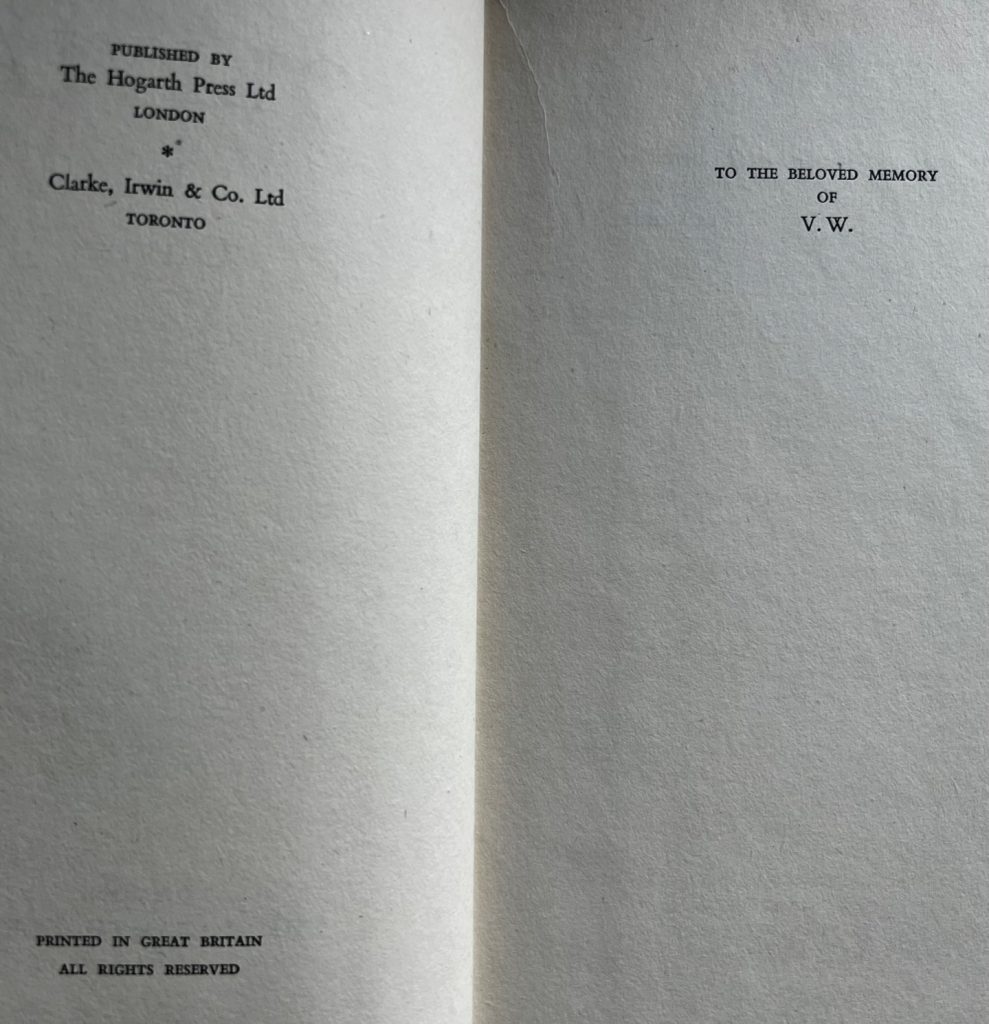 PUBLISHED BY
The Hogarth Press Ltd
LONDON
*
Clarke, Irwin & Co. Ltd
TORONTO
PRINTED IN GREAT BRITAIN
ALL RIGHTS RESERVED
TO THE BELOVED MEMORY
OF
V. W.